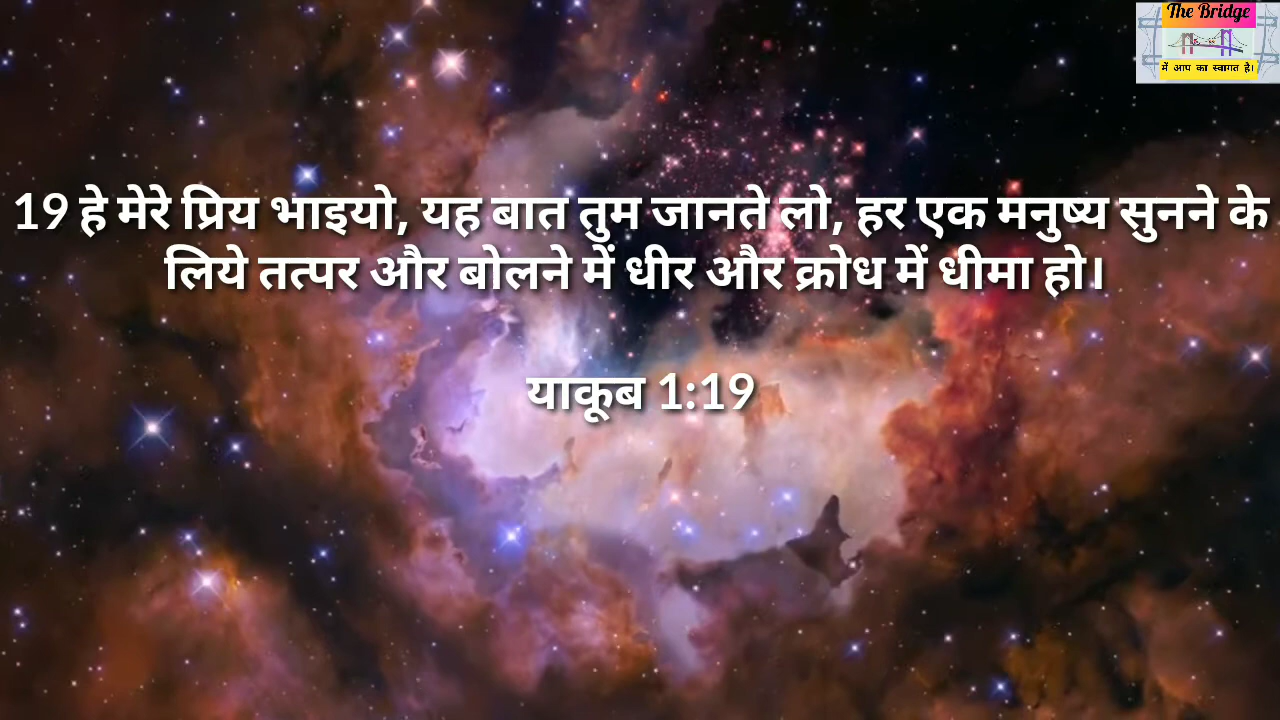 The Bridge
में आप का स्वागत है।
19 हे मेरे प्रिय भाइयो, यह बात तुम जानते लो, हर एक मनुष्य सुनने के
लिये तत्पर और बोलने में धीर और क्रोध में धीमा हो।
याकूब 1:19